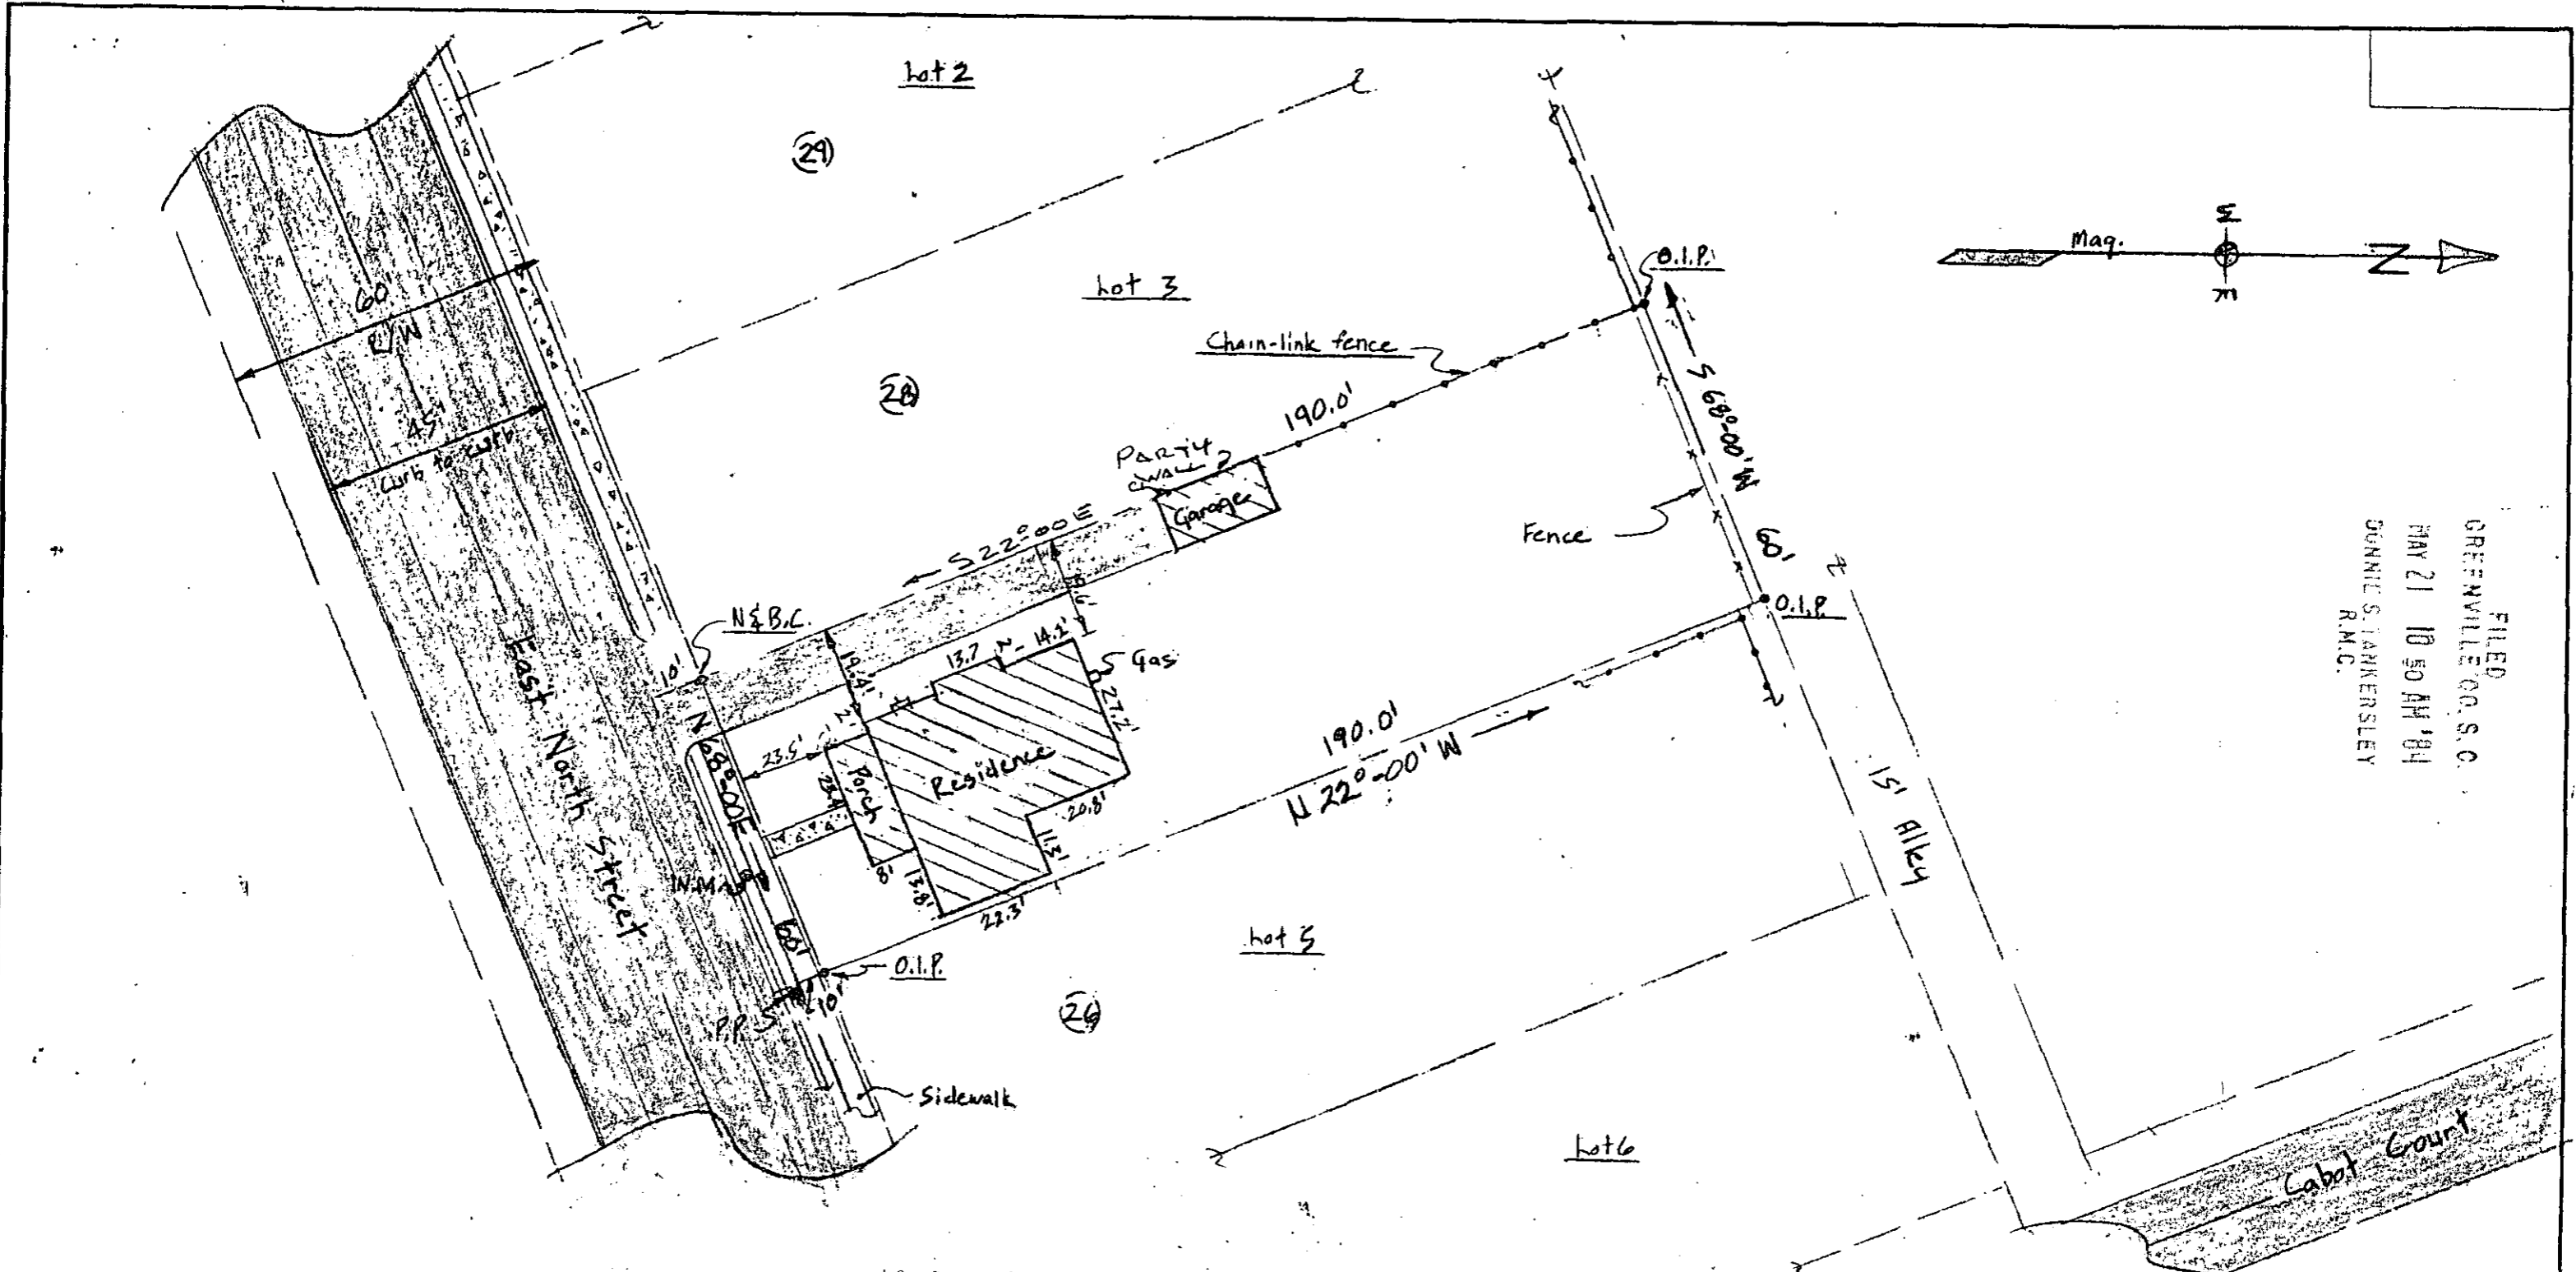 Lot 2
(29)
60'
R/W
45'
Curb to curb
Lot 3
(28)
O.I.P.
Mag.
W
N
E
Chain-link fence
190.0'
S 68°-00' W
PARTY
WALL
Garage
Fence
60'
S 22°-00 E
8'
6'
N & B.C.
10'
O.I.P.
19.4'
13.7
14.2'
Gas
27.2'
2'
N 68°-00 E
23.5'
Porch
Residence
190.0'
N 22°-00' W
20.8'
11.3'
8'
13.8'
22.3'
60'
East North Street
15' Alley
Lot 5
O.I.P.
10'
P.P.
(26)
Sidewalk
Lot 6
Cabot Court
FILED
GREENVILLE CO. S. C.
MAY 21 10 50 AM '84
DONNIE S. TANKERSLEY
R.M.C.